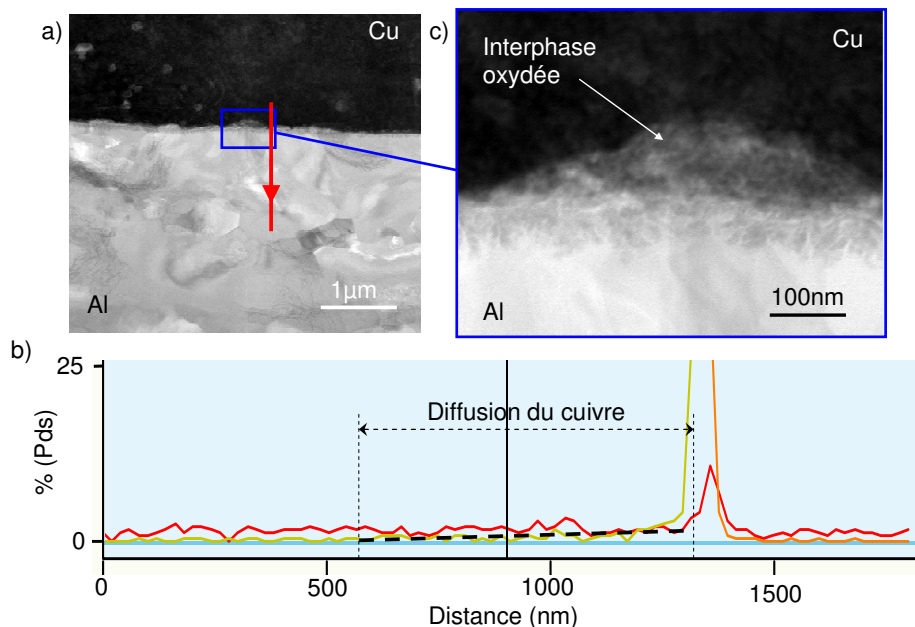 a)
Cu
Al
1µm
c)
Interphase
oxydée
Cu
Al
100nm
b)
% (Pds)
25
0
Diffusion du cuivre
0
500
1000
1500
Distance (nm)